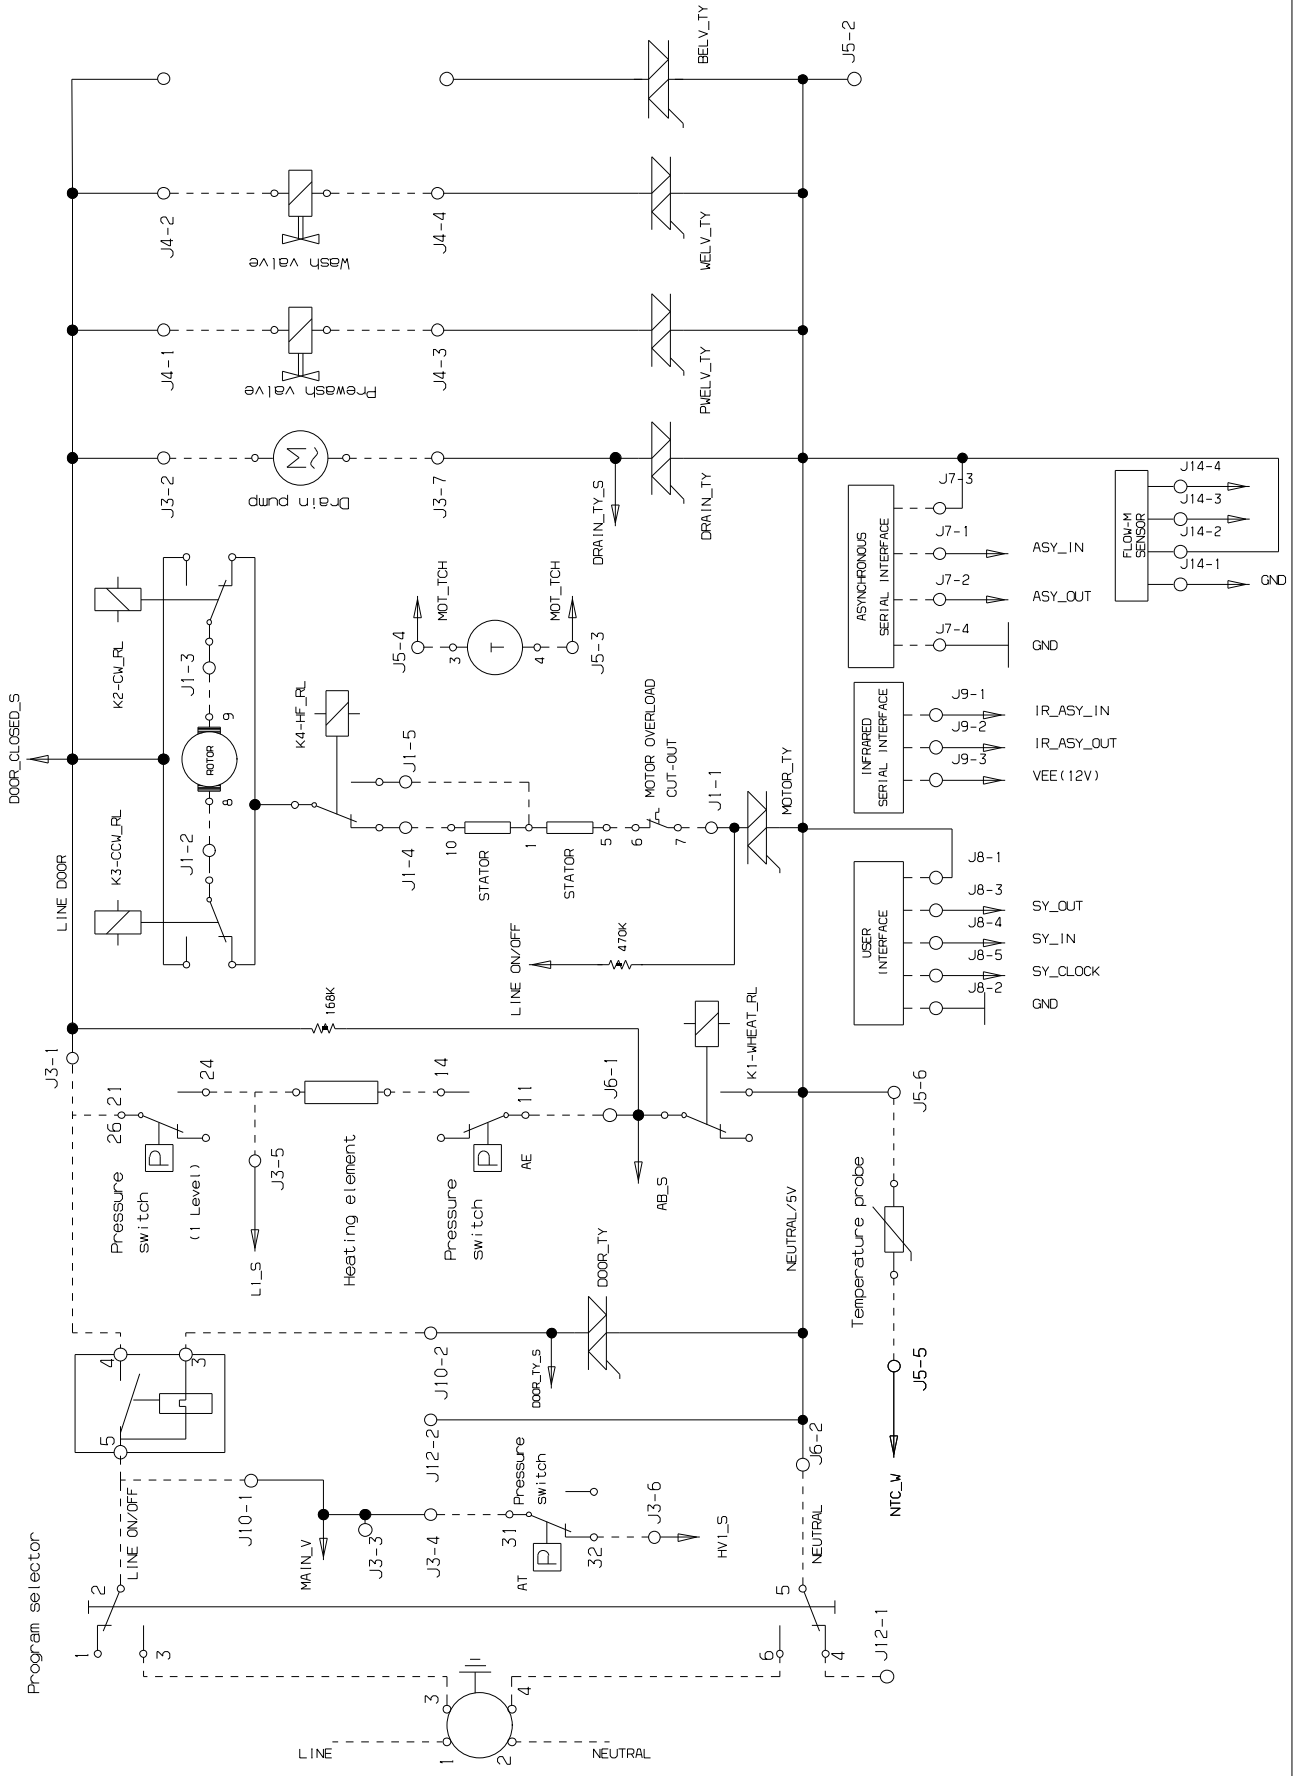 BELV_TY
J5-2
J4-2
Wash valve
J4-4
WELV_TY
J4-1
Prewash valve
J4-3
PWELV_TY
J3-2
Drain pump
M
J3-7
DRAIN_TY_S
DRAIN_TY
DOOR_CLOSED_S
LINE DOOR
K2-CW_RL
J1-3
9
ROTOR
8
J1-2
K3-CCW_RL
K4-HF_RL
J1-5
J1-4
10
STATOR
1
STATOR
5
6
MOTOR OVERLOAD
CUT-OUT
7
J1-1
MOTOR_TY
J5-4
MOT_TCH
3
T
4
MOT_TCH
J5-3
LINE ON/OFF
470K
168K
J3-1
21
26
24
P
Pressure
switch
(1 Level)
J3-5
L1_S
Heating element
14
P
11
Pressure
switch
AE
J6-1
AB_S
K1-WHEAT_RL
NEUTRAL/5V
ASYNCHRONOUS
SERIAL INTERFACE
J7-3
J7-1
ASY_IN
J7-2
ASY_OUT
J7-4
GND
FLOW-M
SENSOR
J14-4
J14-3
J14-2
J14-1
GND
INFRARED
SERIAL INTERFACE
J9-1
IR_ASY_IN
J9-2
IR_ASY_OUT
J9-3
VEE(12V)
USER
INTERFACE
J8-1
J8-3
SY_OUT
J8-4
SY_IN
J8-5
SY_CLOCK
J8-2
GND
J5-6
Temperature probe
J5-5
NTC_W
4
3
5
J10-2
DOOR_TY_S
DOOR_TY
J12-2
J6-2
NEUTRAL
LINE ON/OFF
J10-1
MAIN_V
J3-3
J3-4
31
Pressure
switch
P
AT
32
J3-6
HV1_S
Program selector
2
1
3
5
6
4
J12-1
3
4
1
2
LINE
NEUTRAL